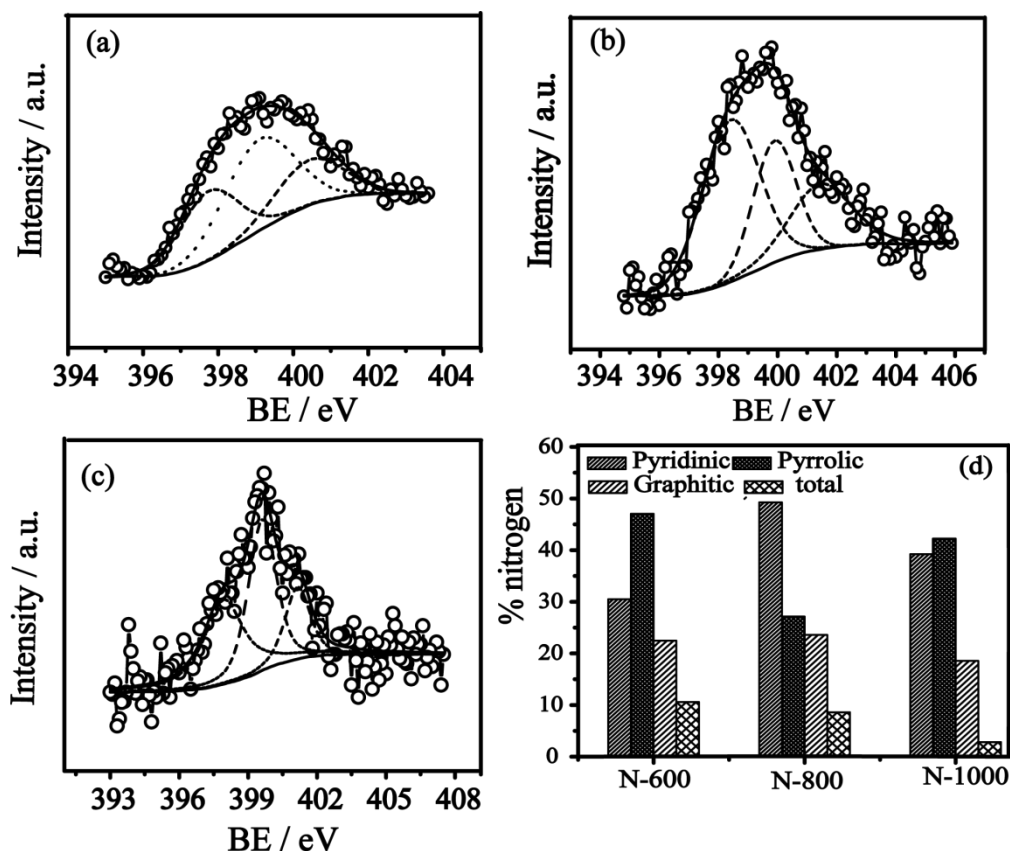 (a)
Intensity / a.u.
394 396 398 400 402 404
BE / eV
(b)
Intensity / a.u.
394 396 398 400 402 404 406
BE / eV
(c)
Intensity / a.u.
393 396 399 402 405 408
BE / eV
(d)
% nitrogen
60
50
40
30
20
10
0
Pyridinic Pyrrolic
Graphitic total
N-600 N-800 N-1000